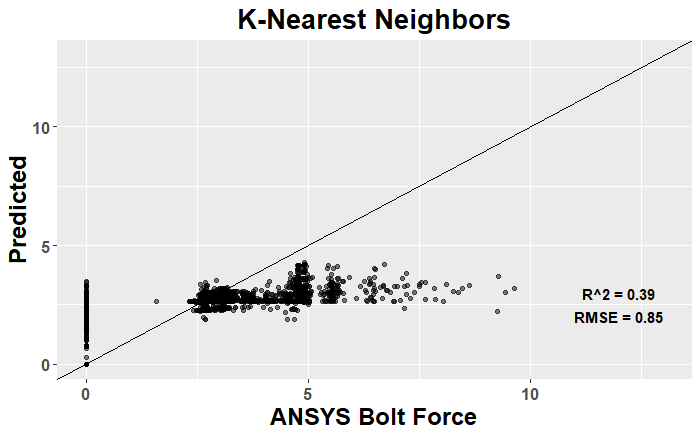 K-Nearest Neighbors
Predicted
10
5
0
R^2 = 0.39
RMSE = 0.85
0
5
10
ANSYS Bolt Force